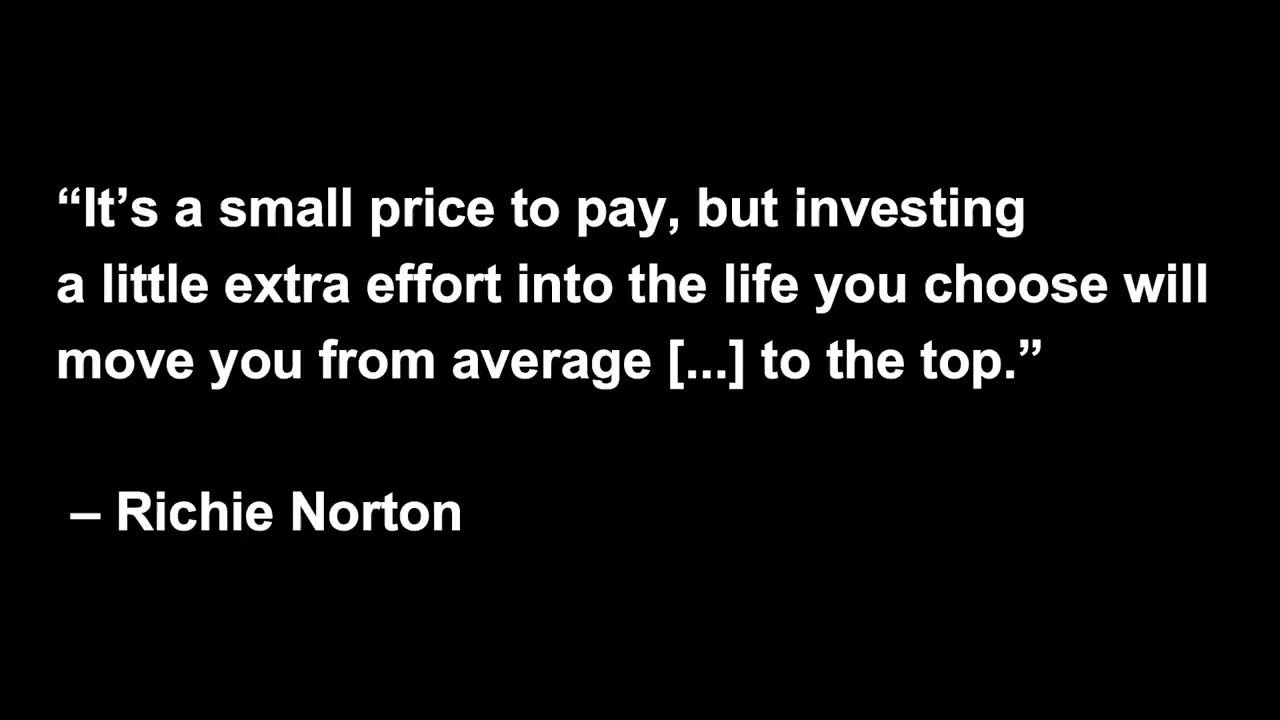 “It’s a small price to pay, but investing
a little extra effort into the life you choose will
move you from average [...] to the top.”
– Richie Norton